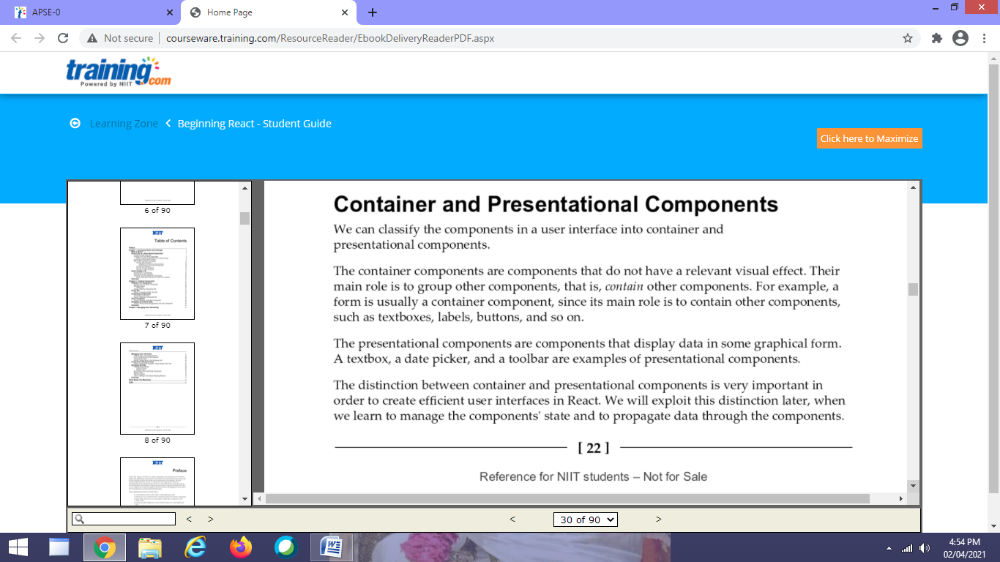 APSE-0
Home Page
Not secure
courseware.training.com/ResourceReader/EbookDeliveryReaderPDF.aspx
training.com
Powered by NIIT
Learning Zone < Beginning React - Student Guide
Click here to Maximize
6 of 90
NIIT
Table of Contents
7 of 90
NIIT
8 of 90
NIIT
Preface
Container and Presentational Components
We can classify the components in a user interface into container and
presentational components.
The container components are components that do not have a relevant visual effect. Their
main role is to group other components, that is, contain other components. For example, a
form is usually a container component, since its main role is to contain other components,
such as textboxes, labels, buttons, and so on.
The presentational components are components that display data in some graphical form.
A textbox, a date picker, and a toolbar are examples of presentational components.
The distinction between container and presentational components is very important in
order to create efficient user interfaces in React. We will exploit this distinction later, when
we learn to manage the components' state and to propagate data through the components.
[ 22 ]
Reference for NIIT students – Not for Sale
< >
< 30 of 90 >
4:54 PM
02/04/2021